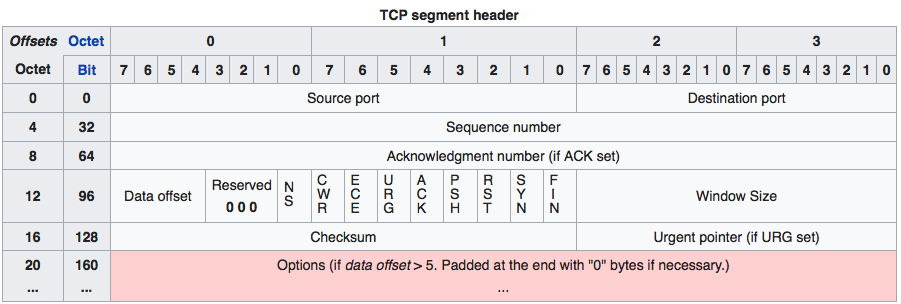 TCP segment header
Offsets Octet 0 1 2 3
Octet Bit 7 6 5 4 3 2 1 0 7 6 5 4 3 2 1 0 7 6 5 4 3 2 1 0 7 6 5 4 3 2 1 0
0 0 Source port Destination port
4 32 Sequence number
8 64 Acknowledgment number (if ACK set)
12 96 Data offset Reserved 0 0 0 NS CWR ECE URG ACK PSH RST SYN FIN Window Size
16 128 Checksum Urgent pointer (if URG set)
20 160 Options (if data offset > 5. Padded at the end with "0" bytes if necessary.)
... ... ...